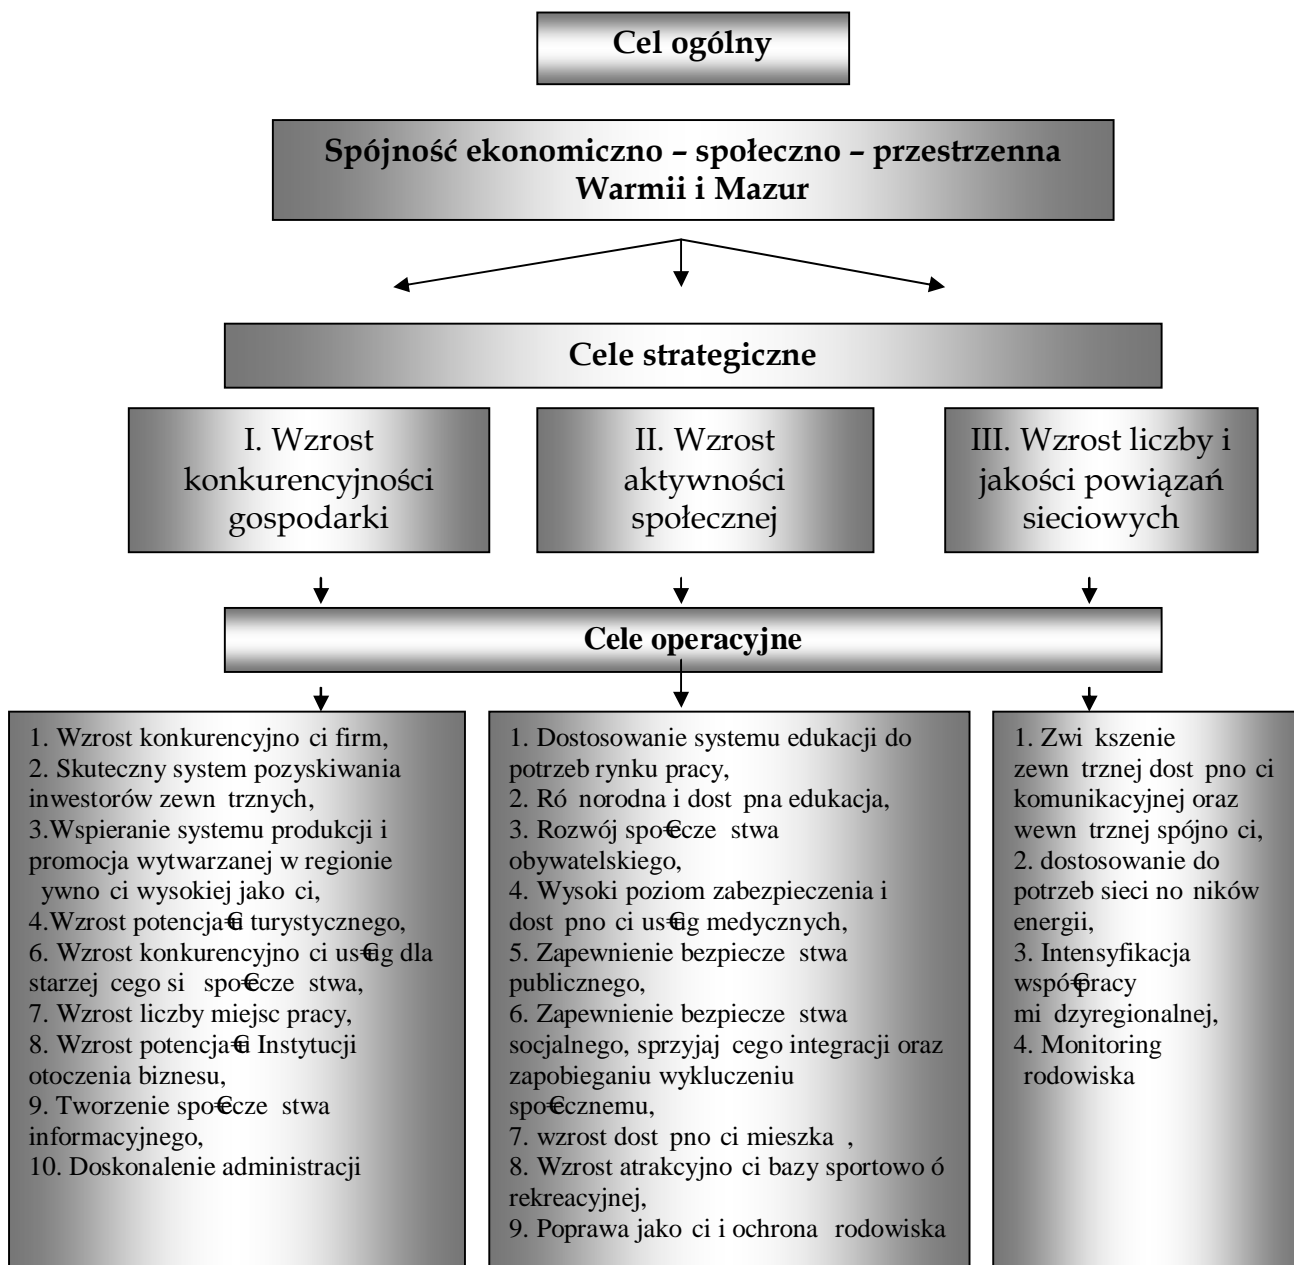 Cel ogólny
Spójność ekonomiczno – społeczno – przestrzenna
Warmii i Mazur
Cele strategiczne
I. Wzrost
konkurencyjności
gospodarki
II. Wzrost
aktywności
społecznej
III. Wzrost liczby i
jakości powiązań
sieciowych
Cele operacyjne
1. Wzrost konkurencyjno ci firm,
2. Skuteczny system pozyskiwania
inwestorów zewn trznych,
3.Wspieranie systemu produkcji i
promocja wytwarzanej w regionie
ywno ci wysokiej jako ci,
4.Wzrost potencja€u turystycznego,
6. Wzrost konkurencyjno ci us€ug dla
starzej cego si spo€ecze stwa,
7. Wzrost liczby miejsc pracy,
8. Wzrost potencja€u Instytucji
otoczenia biznesu,
9. Tworzenie spo€ecze stwa
informacyjnego,
10. Doskonalenie administracji
1. Dostosowanie systemu edukacji do
potrzeb rynku pracy,
2. Ró norodna i dost pna edukacja,
3. Rozwój spo€ecze stwa
obywatelskiego,
4. Wysoki poziom zabezpieczenia i
dost pno ci us€ug medycznych,
5. Zapewnienie bezpiecze stwa
publicznego,
6. Zapewnienie bezpiecze stwa
socjalnego, sprzyjaj cego integracji oraz
zapobieganiu wykluczeniu
spo€ecznemu,
7. wzrost dost pno ci mieszka ,
8. Wzrost atrakcyjno ci bazy sportowo ó
rekreacyjnej,
9. Poprawa jako ci i ochrona rodowiska
1. Zwi kszenie
zewn trznej dost pno ci
komunikacyjnej oraz
wewn trznej spójno ci,
2. dostosowanie do
potrzeb sieci no ników
energii,
3. Intensyfikacja
wspó€pracy
mi dzyregionalnej,
4. Monitoring
rodowiska